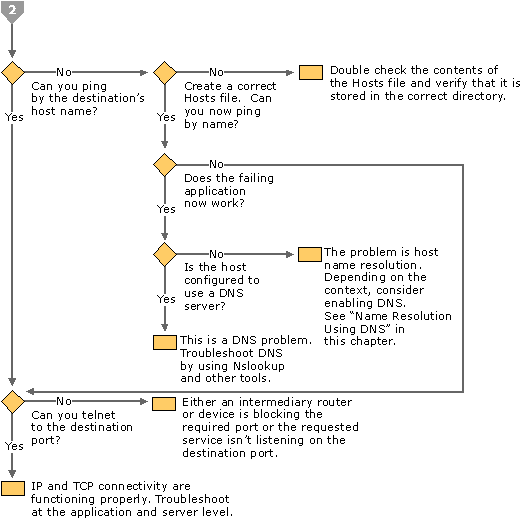 2
No
Can you ping
by the destination's
host name?
Yes
No
Create a correct
Hosts file. Can
you now ping
by name?
Yes
Double check the contents of
the Hosts file and verify that it is
stored in the correct directory.
No
Does the failing
application
now work?
Yes
No
Is the host
configured to
use a DNS
server?
Yes
The problem is host
name resolution.
Depending on the
context, consider
enabling DNS.
See “Name Resolution
Using DNS” in
this chapter.
This is a DNS problem.
Troubleshoot DNS
by using Nslookup
and other tools.
No
Can you telnet
to the destination
port?
Yes
Either an intermediary router
or device is blocking the
required port or the requested
service isn't listening on the
destination port.
IP and TCP connectivity are
functioning properly. Troubleshoot
at the application and server level.